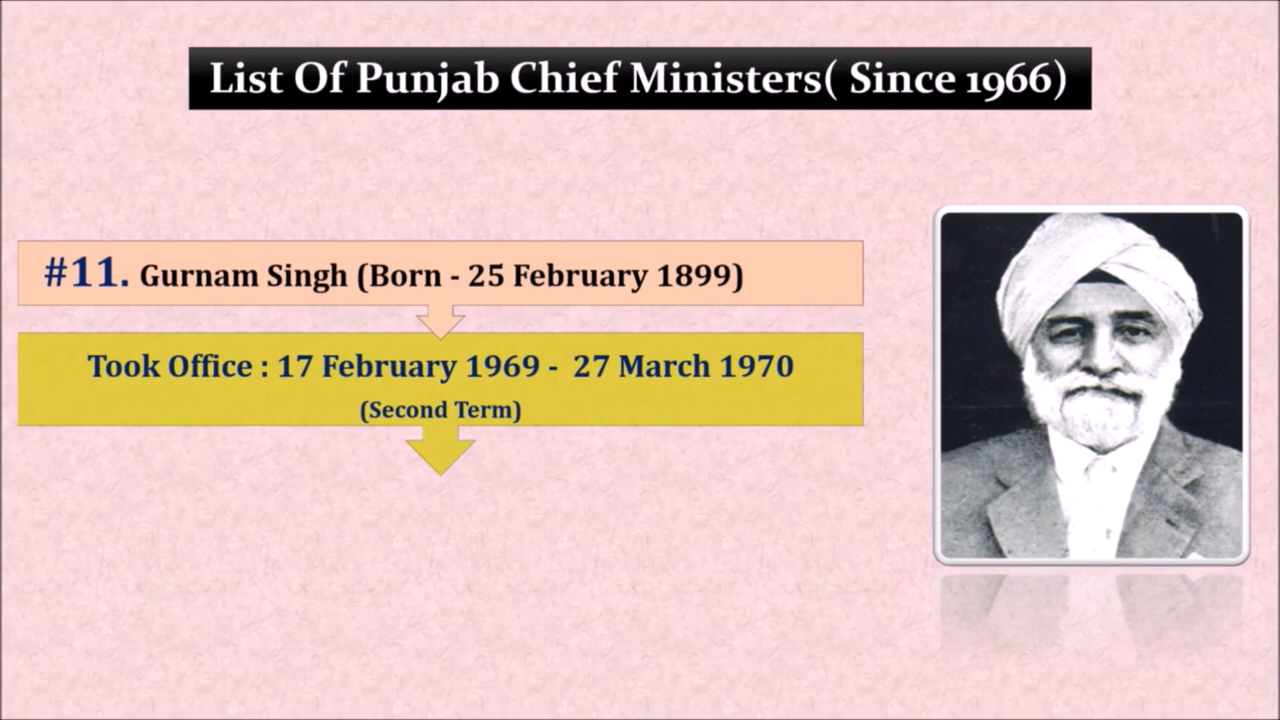 List Of Punjab Chief Ministers( Since 1966)
#11. Gurnam Singh (Born - 25 February 1899)
Took Office : 17 February 1969 - 27 March 1970
(Second Term)